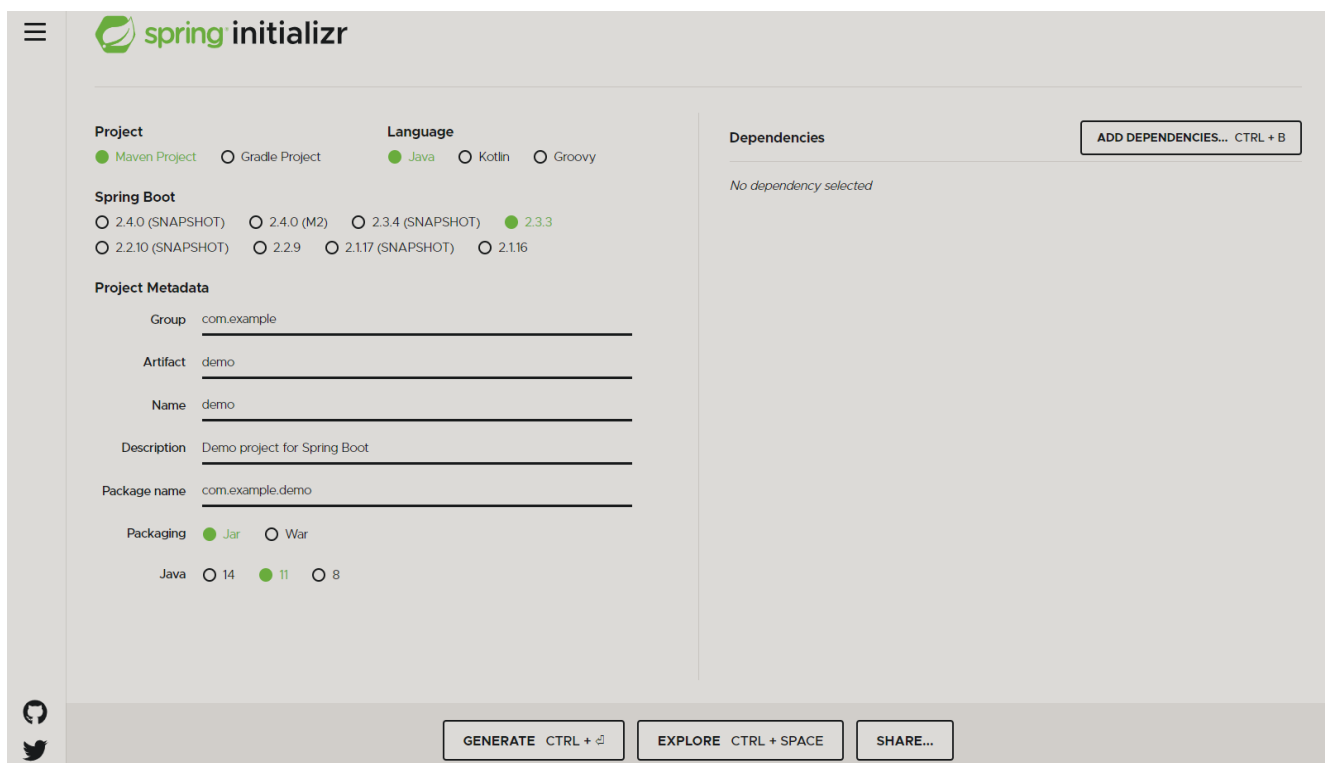 spring initializr
Project
Maven Project Gradle Project
Language
Java Kotlin Groovy
Spring Boot
2.4.0 (SNAPSHOT) 2.4.0 (M2) 2.3.4 (SNAPSHOT) 2.3.3
2.2.10 (SNAPSHOT) 2.2.9 2.1.17 (SNAPSHOT) 2.1.16
Project Metadata
Group com.example
Artifact demo
Name demo
Description Demo project for Spring Boot
Package name com.example.demo
Packaging Jar War
Java 14 11 8
Dependencies
ADD DEPENDENCIES... CTRL + B
No dependency selected
GENERATE CTRL + ⏎
EXPLORE CTRL + SPACE
SHARE...